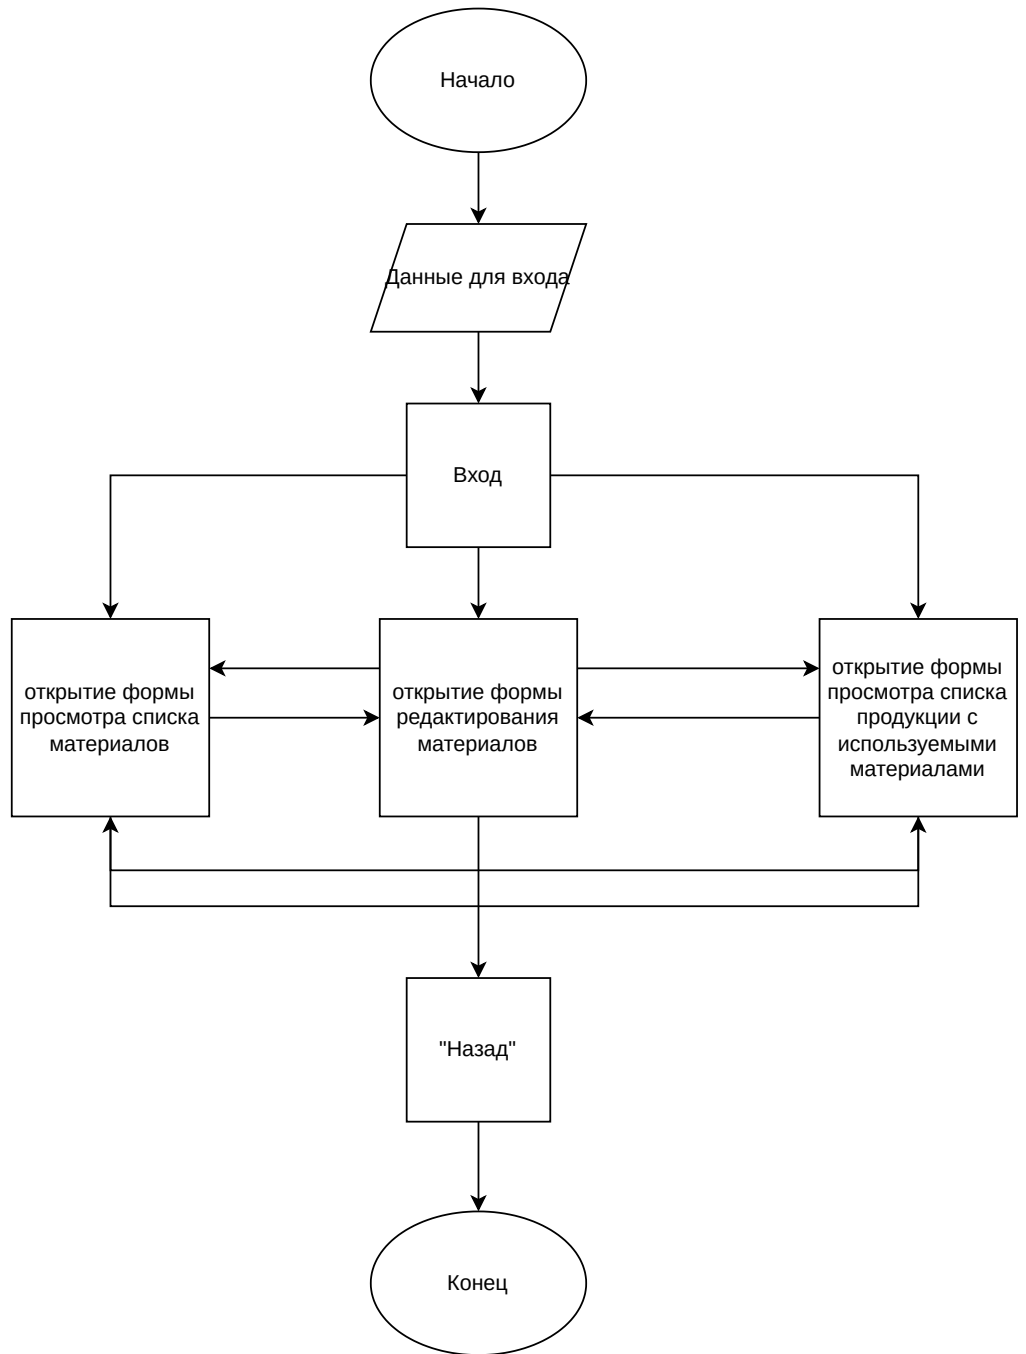 Начало
Данные для входа
Вход
открытие формы
просмотра списка
материалов
открытие формы
редактирования
материалов
открытие формы
просмотра списка
продукции с
используемыми
материалами
"Назад"
Конец